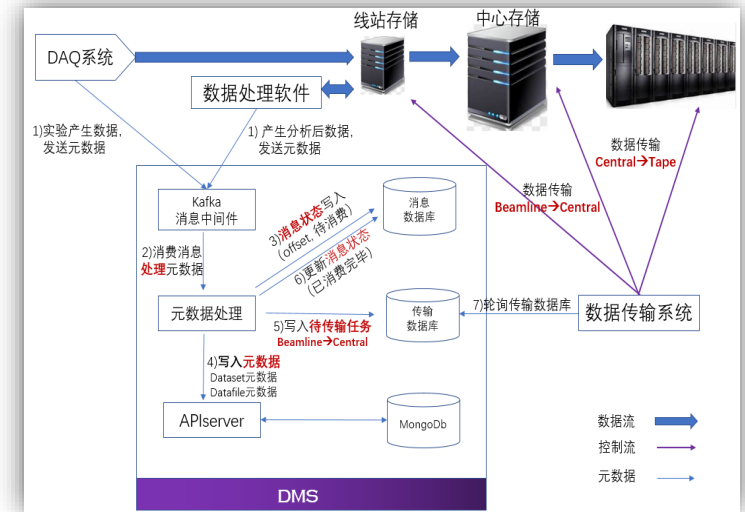 线站存储
中心存储
DAQ系统
数据处理软件
1)实验产生数据,
发送元数据
1) 产生分析后数据,
发送元数据
数据传输
Central→Tape
数据传输
Beamline→Central
Kafka
消息中间件
3)消息状态写入
(offset, 待消费)
6)更新消息状态
(已消费完毕)
消息
数据库
2)消费消息
处理元数据
元数据处理
5)写入待传输任务
Beamline→Central
传输
数据库
7)轮询传输数据库
数据传输系统
4)写入元数据
Dataset元数据
Datafile元数据
APIserver
MongoDb
数据流
控制流
元数据
DMS